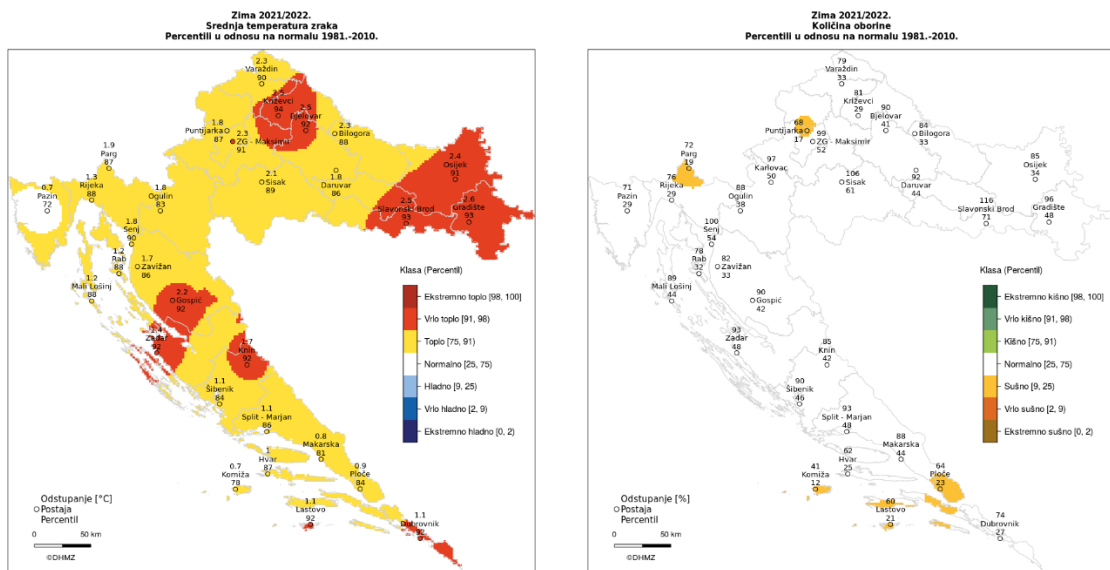 Zima 2021/2022.
Srednja temperatura zraka
Percentili u odnosu na normalu 1981.-2010.
2.3
Varaždin
90
2.5
Križevci
94
2.5
Bjelovar
92
1.8
Puntijarka
87
2.3
ZG - Maksimir
91
2.3
Bilogora
88
1.9
Parg
87
0.7
Pazin
72
1.3
Rijeka
88
1.8
Ogulin
83
2.1
Sisak
89
1.8
Daruvar
86
2.4
Osijek
91
2.5
Slavonski Brod
93
2.6
Gradište
93
1.8
Senj
90
1.2
Rab
88
1.7
Zavižan
86
1.2
Mali Lošinj
88
2.2
Gospić
92
1.4
Zadar
92
1.7
Knin
92
1.1
Šibenik
84
1.1
Split - Marjan
86
0.8
Makarska
81
1
Hvar
87
0.7
Komiža
78
0.9
Ploče
84
1.1
Lastovo
92
1.1
Dubrovnik
92
Klasa (Percentil)
Ekstremno toplo [98, 100]
Vrlo toplo [91, 98)
Toplo [75, 91)
Normalno [25, 75)
Hladno [9, 25)
Vrlo hladno [2, 9)
Ekstremno hladno [0, 2)
Odstupanje [°C]
Postaja
Percentil
0 50 km
©DHMZ
Zima 2021/2022.
Količina oborine
Percentili u odnosu na normalu 1981.-2010.
79
Varaždin
33
81
Križevci
29
90
Bjelovar
41
68
Puntijarka
17
99
ZG - Maksimir
52
84
Bilogora
33
72
Parg
19
97
Karlovac
50
71
Pazin
29
76
Rijeka
29
88
Ogulin
38
106
Sisak
61
92
Daruvar
44
85
Osijek
34
116
Slavonski Brod
71
96
Gradište
48
100
Senj
54
78
Rab
32
82
Zavižan
33
89
Mali Lošinj
44
90
Gospić
42
93
Zadar
48
85
Knin
42
90
Šibenik
46
93
Split - Marjan
48
88
Makarska
44
62
Hvar
25
41
Komiža
12
64
Ploče
23
60
Lastovo
21
74
Dubrovnik
27
Klasa (Percentil)
Ekstremno kišno [98, 100)
Vrlo kišno [91, 98)
Kišno [75, 91)
Normalno [25, 75)
Sušno [9, 25)
Vrlo sušno [2, 9)
Ekstremno sušno [0, 2)
Odstupanje [%]
Postaja
Percentil
0 50 km
©DHMZ